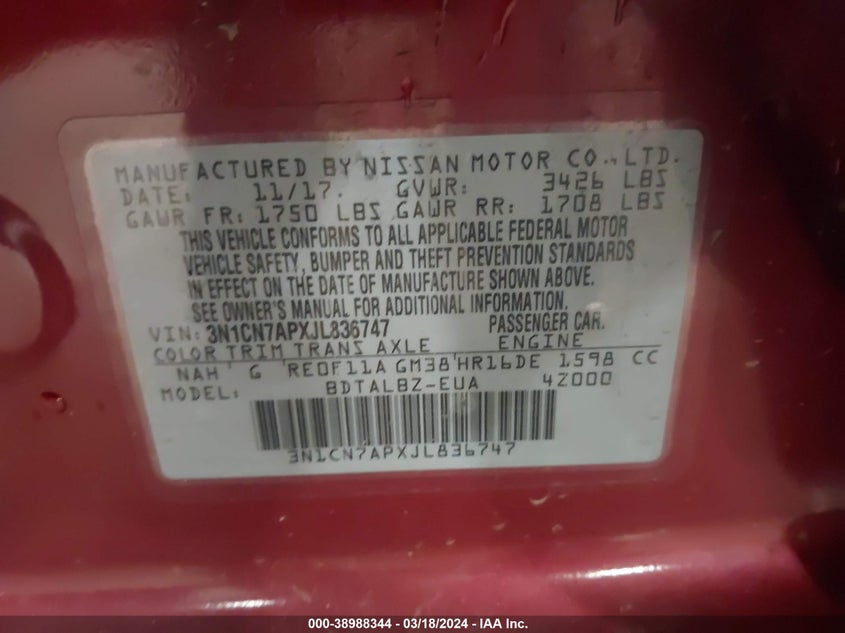 MANUFACTURED BY NISSAN MOTOR CO., LTD.
DATE: 11/17. GVWR: 3426 LBS
GAWR FR: 1750 LBS GAWR RR: 1708 LBS
THIS VEHICLE CONFORMS TO ALL APPLICABLE FEDERAL MOTOR
VEHICLE SAFETY, BUMPER AND THEFT PREVENTION STANDARDS
IN EFFECT ON THE DATE OF MANUFACTURE SHOWN ABOVE.
SEE OWNER'S MANUAL FOR ADDITIONAL INFORMATION.
VIN: 3N1CN7APXJL836747 PASSENGER CAR.
COLOR TRIM TRANS AXLE ENGINE
NAH G RE0F11A GM38 HR16DE 1598 CC
MODEL: BDTALBZ-EUA 4Z000
3N1CN7APXJL836747
000-38988344 - 03/18/2024 - IAA Inc.